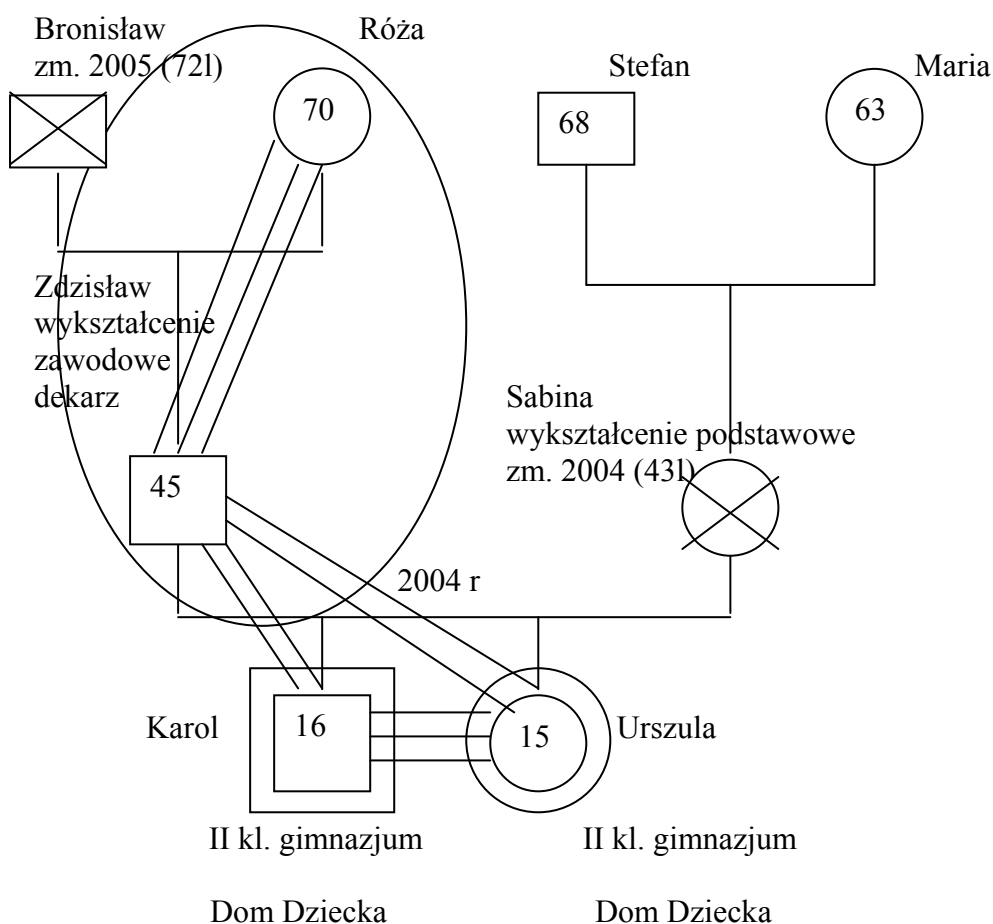 Bronisław
zm. 2005 (72l)
Róża
Stefan
Maria
70
68
63
Zdzisław
wykształcenie
zawodowe
dekarz
Sabina
wykształcenie podstawowe
zm. 2004 (43l)
45
2004 r
Karol
16
15
Urszula
II kl. gimnazjum
II kl. gimnazjum
Dom Dziecka
Dom Dziecka